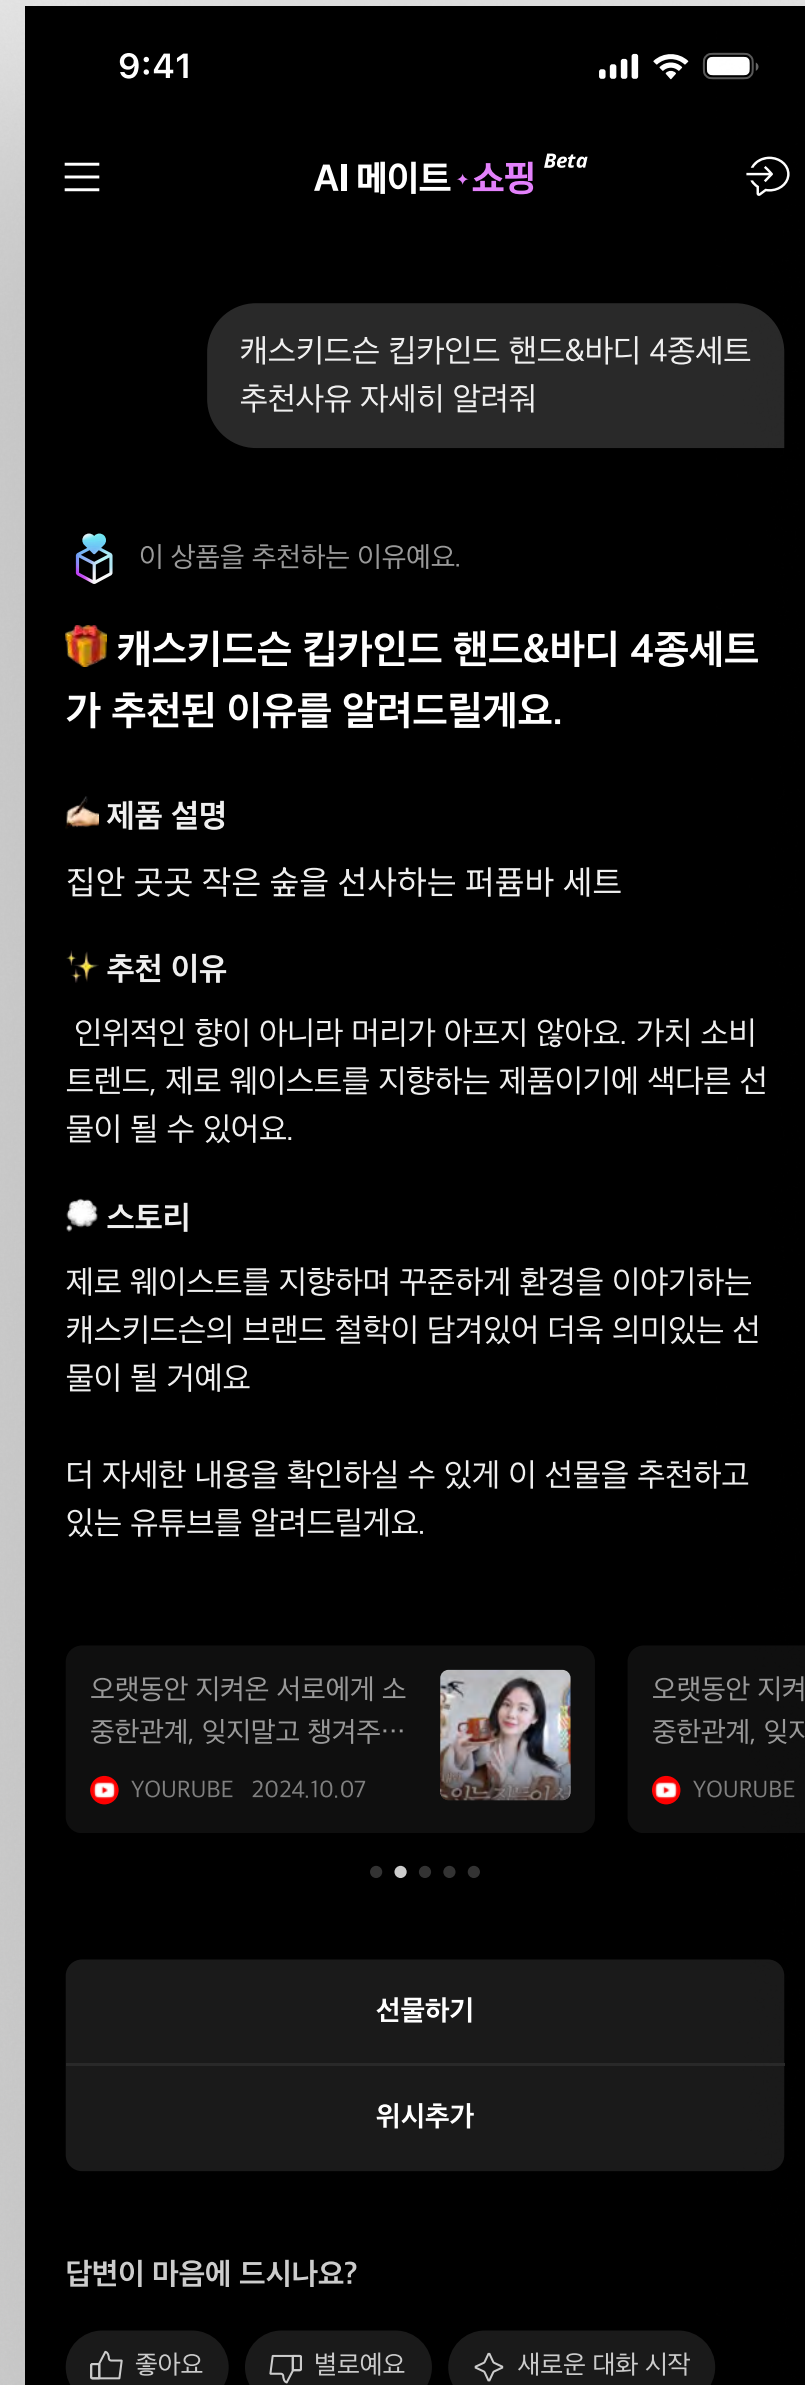 9:41
AI 메이트 쇼핑 Beta
캐스키드슨 킵카인드 핸드&바디 4종세트
추천사유 자세히 알려줘
이 상품을 추천하는 이유예요.
캐스키드슨 킵카인드 핸드&바디 4종세트
가 추천된 이유를 알려드릴게요.
제품 설명
집안 곳곳 작은 숲을 선사하는 퍼퓸바 세트
추천 이유
인위적인 향이 아니라 머리가 아프지 않아요. 가치 소비
트렌드, 제로 웨이스트를 지향하는 제품이기에 색다른 선
물이 될 수 있어요.
스토리
제로 웨이스트를 지향하며 꾸준하게 환경을 이야기하는
캐스키드슨의 브랜드 철학이 담겨있어 더욱 의미있는 선
물이 될 거예요
더 자세한 내용을 확인하실 수 있게 이 선물을 추천하고
있는 유튜브를 알려드릴게요.
오랫동안 지켜온 서로에게 소
중한관계, 잊지말고 챙겨주…
YOURUBE 2024.10.07
오랫동안 지켜
중한관계, 잊지
YOURUBE
선물하기
위시추가
답변이 마음에 드시나요?
좋아요
별로예요
새로운 대화 시작